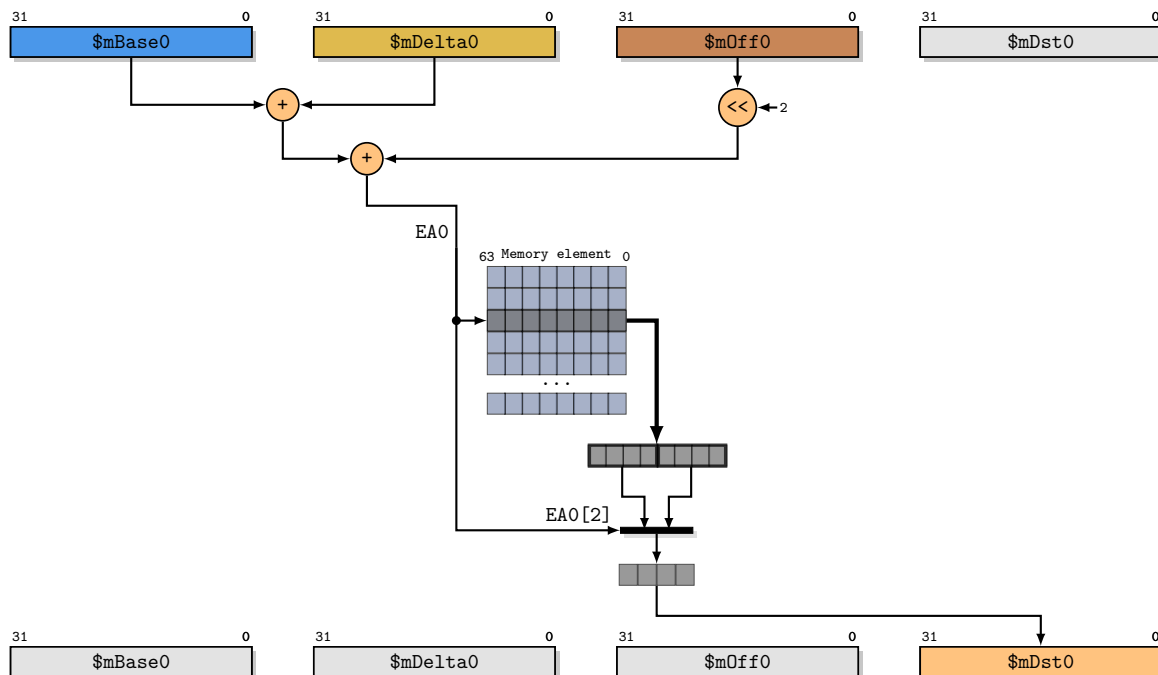 31 0 31 0 31 0 31 0
$mBase0 $mDelta0 $mOff0 $mDst0
+ << 2
+
EA0
63 Memory element 0
...
EA0[2]
31 0 31 0 31 0 31 0
$mBase0 $mDelta0 $mOff0 $mDst0